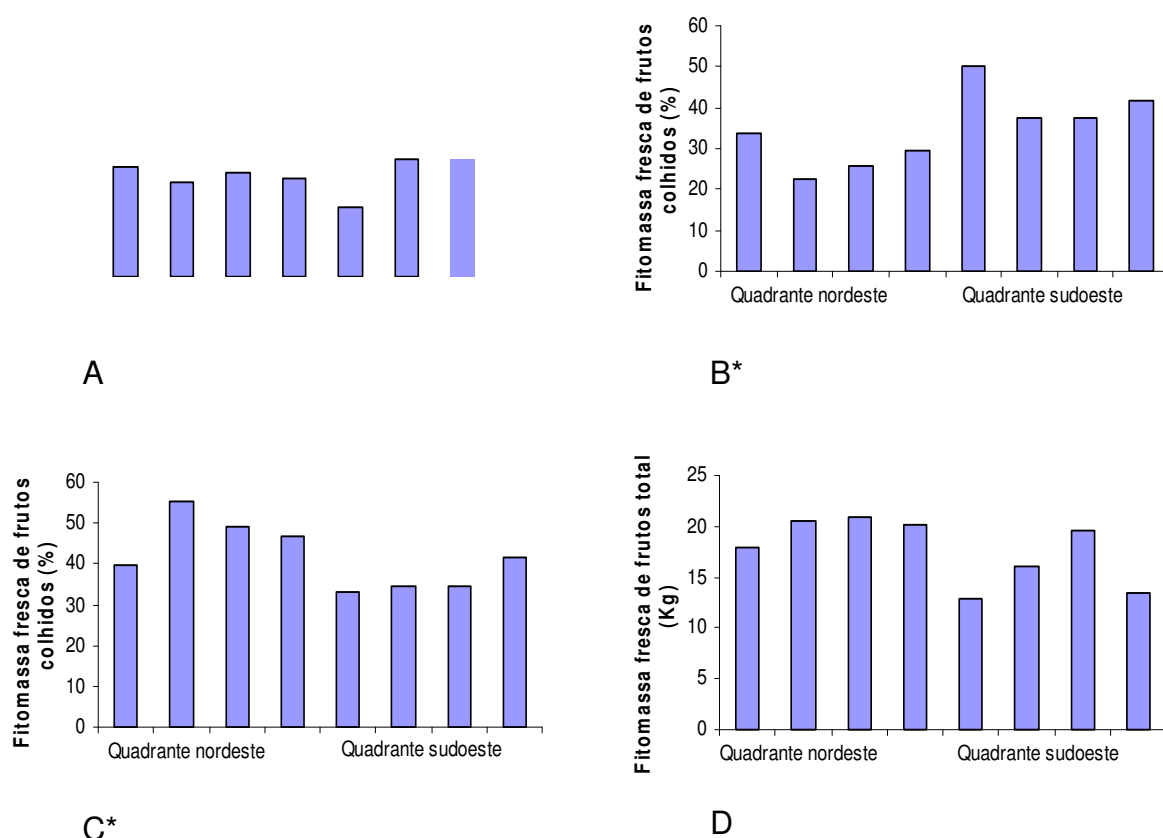 A
Fitomassa fresca de frutos
colhidos (%)
60
50
40
30
20
10
0
Quadrante nordeste
Quadrante sudoeste
B*
Fitomassa fresca de frutos
colhidos (%)
60
50
40
30
20
10
0
Quadrante nordeste
Quadrante sudoeste
C*
Fitomassa fresca de frutos total
(Kg)
25
20
15
10
5
0
Quadrante nordeste
Quadrante sudoeste
D